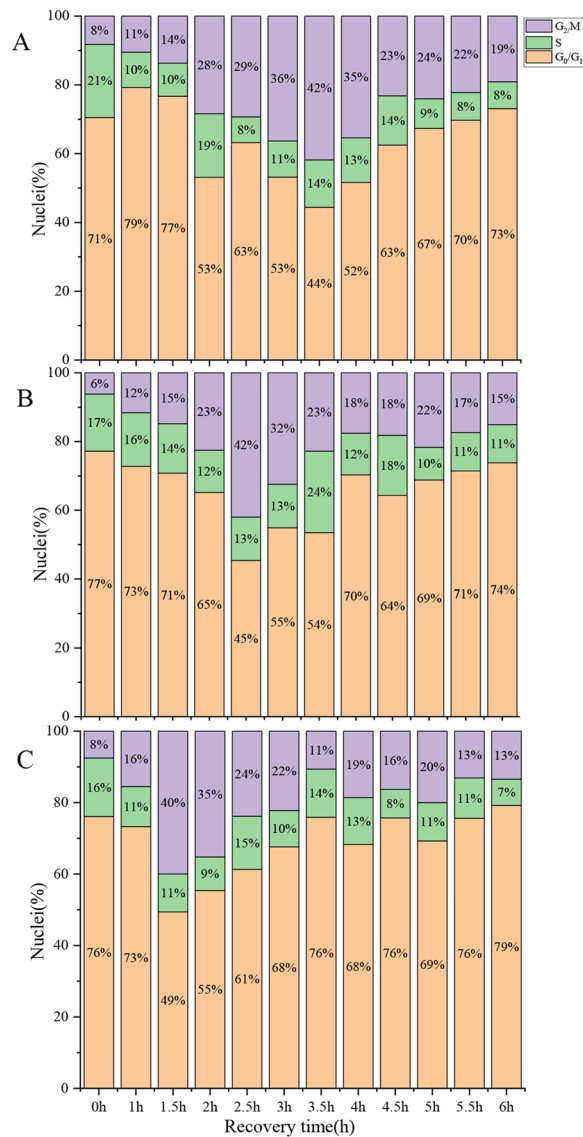 A
G2/M
S
G0/G1
Nuclei(%)
100
80
60
40
20
0
8% 11% 14% 28% 29% 36% 42% 35% 23% 24% 22% 19%
21% 10% 10% 19% 8% 11% 14% 13% 14% 9% 8% 8%
71% 79% 77% 53% 63% 53% 44% 52% 63% 67% 70% 73%
B
Nuclei(%)
100
80
60
40
20
0
6% 12% 15% 23% 42% 32% 23% 18% 18% 22% 17% 15%
17% 16% 14% 12% 13% 13% 24% 12% 18% 10% 11% 11%
77% 73% 71% 65% 45% 55% 54% 70% 64% 69% 71% 74%
C
Nuclei(%)
100
80
60
40
20
0
8% 16% 40% 35% 24% 22% 11% 19% 16% 20% 13% 13%
16% 11% 11% 9% 15% 10% 14% 13% 8% 11% 11% 7%
76% 73% 49% 55% 61% 68% 76% 68% 76% 69% 76% 79%
0h 1h 1.5h 2h 2.5h 3h 3.5h 4h 4.5h 5h 5.5h 6h
Recovery time(h)